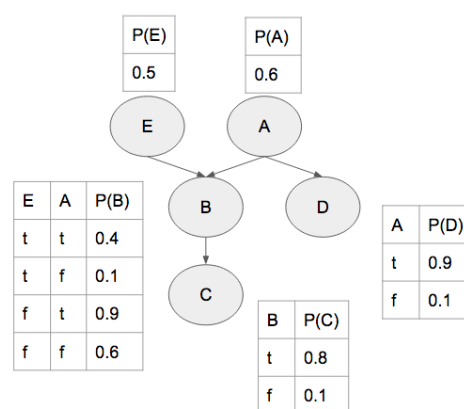 P(E)
0.5
P(A)
0.6
E
A
B
D
C
E A P(B)
t t 0.4
t f 0.1
f t 0.9
f f 0.6
A P(D)
t 0.9
f 0.1
B P(C)
t 0.8
f 0.1